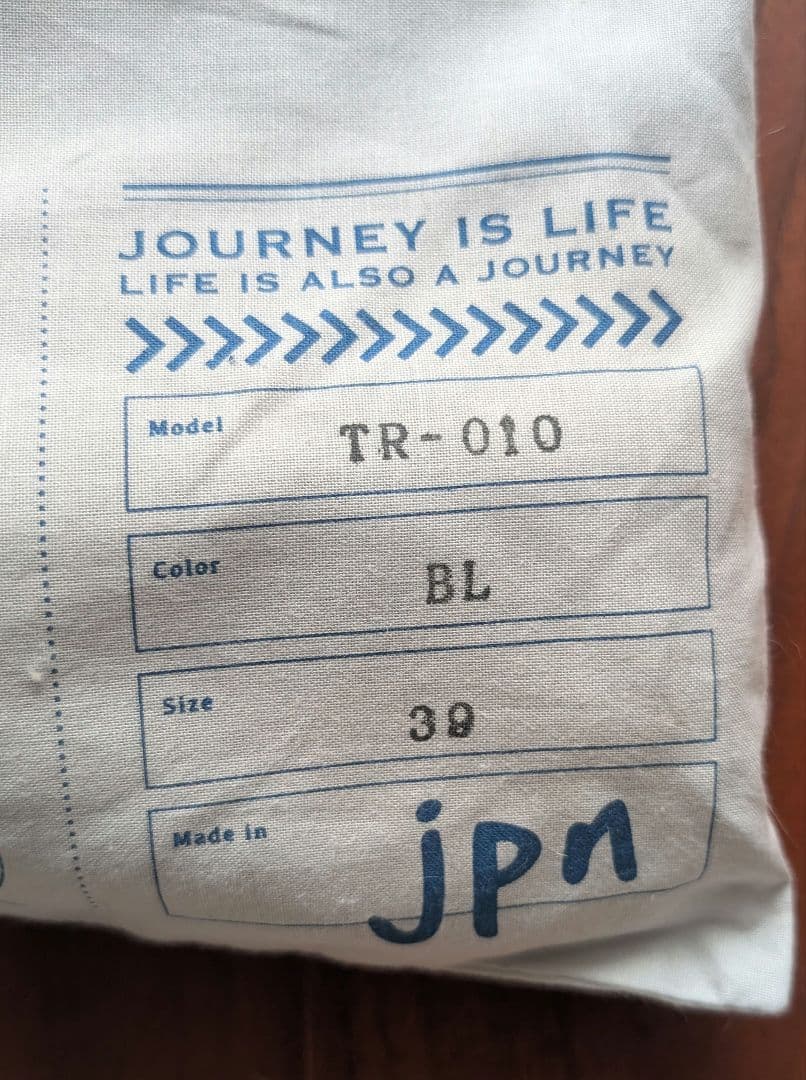 JOURNEY IS LIFE
LIFE IS ALSO A JOURNEY
>>>>>>>>>>>>>>>
Model TR-010
Color BL
Size 39
Made in jpn